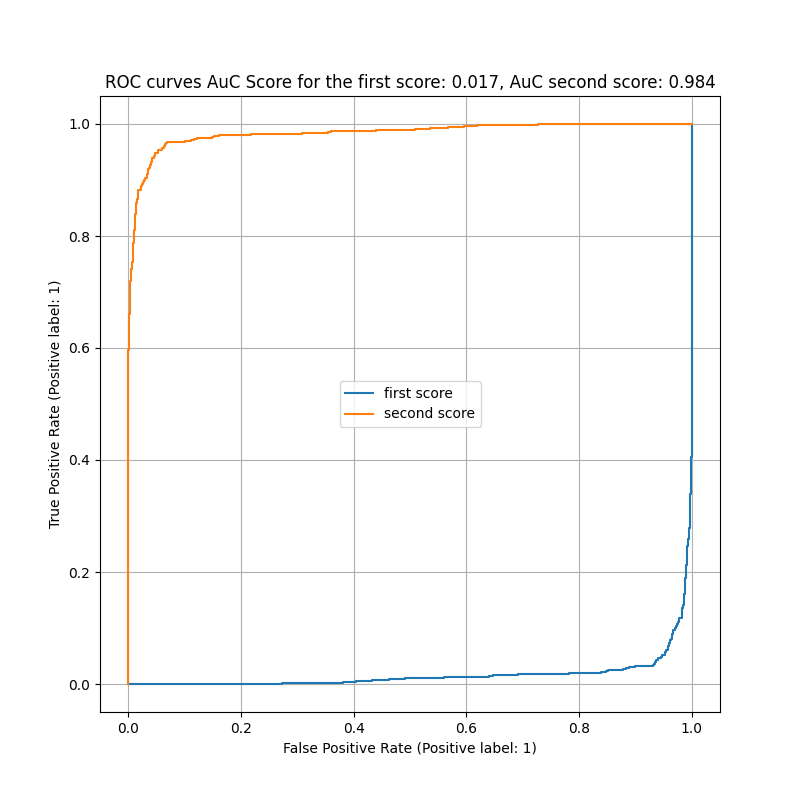 ROC curves AuC Score for the first score: 0.017, AuC second score: 0.984
1.0
0.8
0.6
0.4
0.2
0.0
True Positive Rate (Positive label: 1)
first score
second score
0.0 0.2 0.4 0.6 0.8 1.0
False Positive Rate (Positive label: 1)